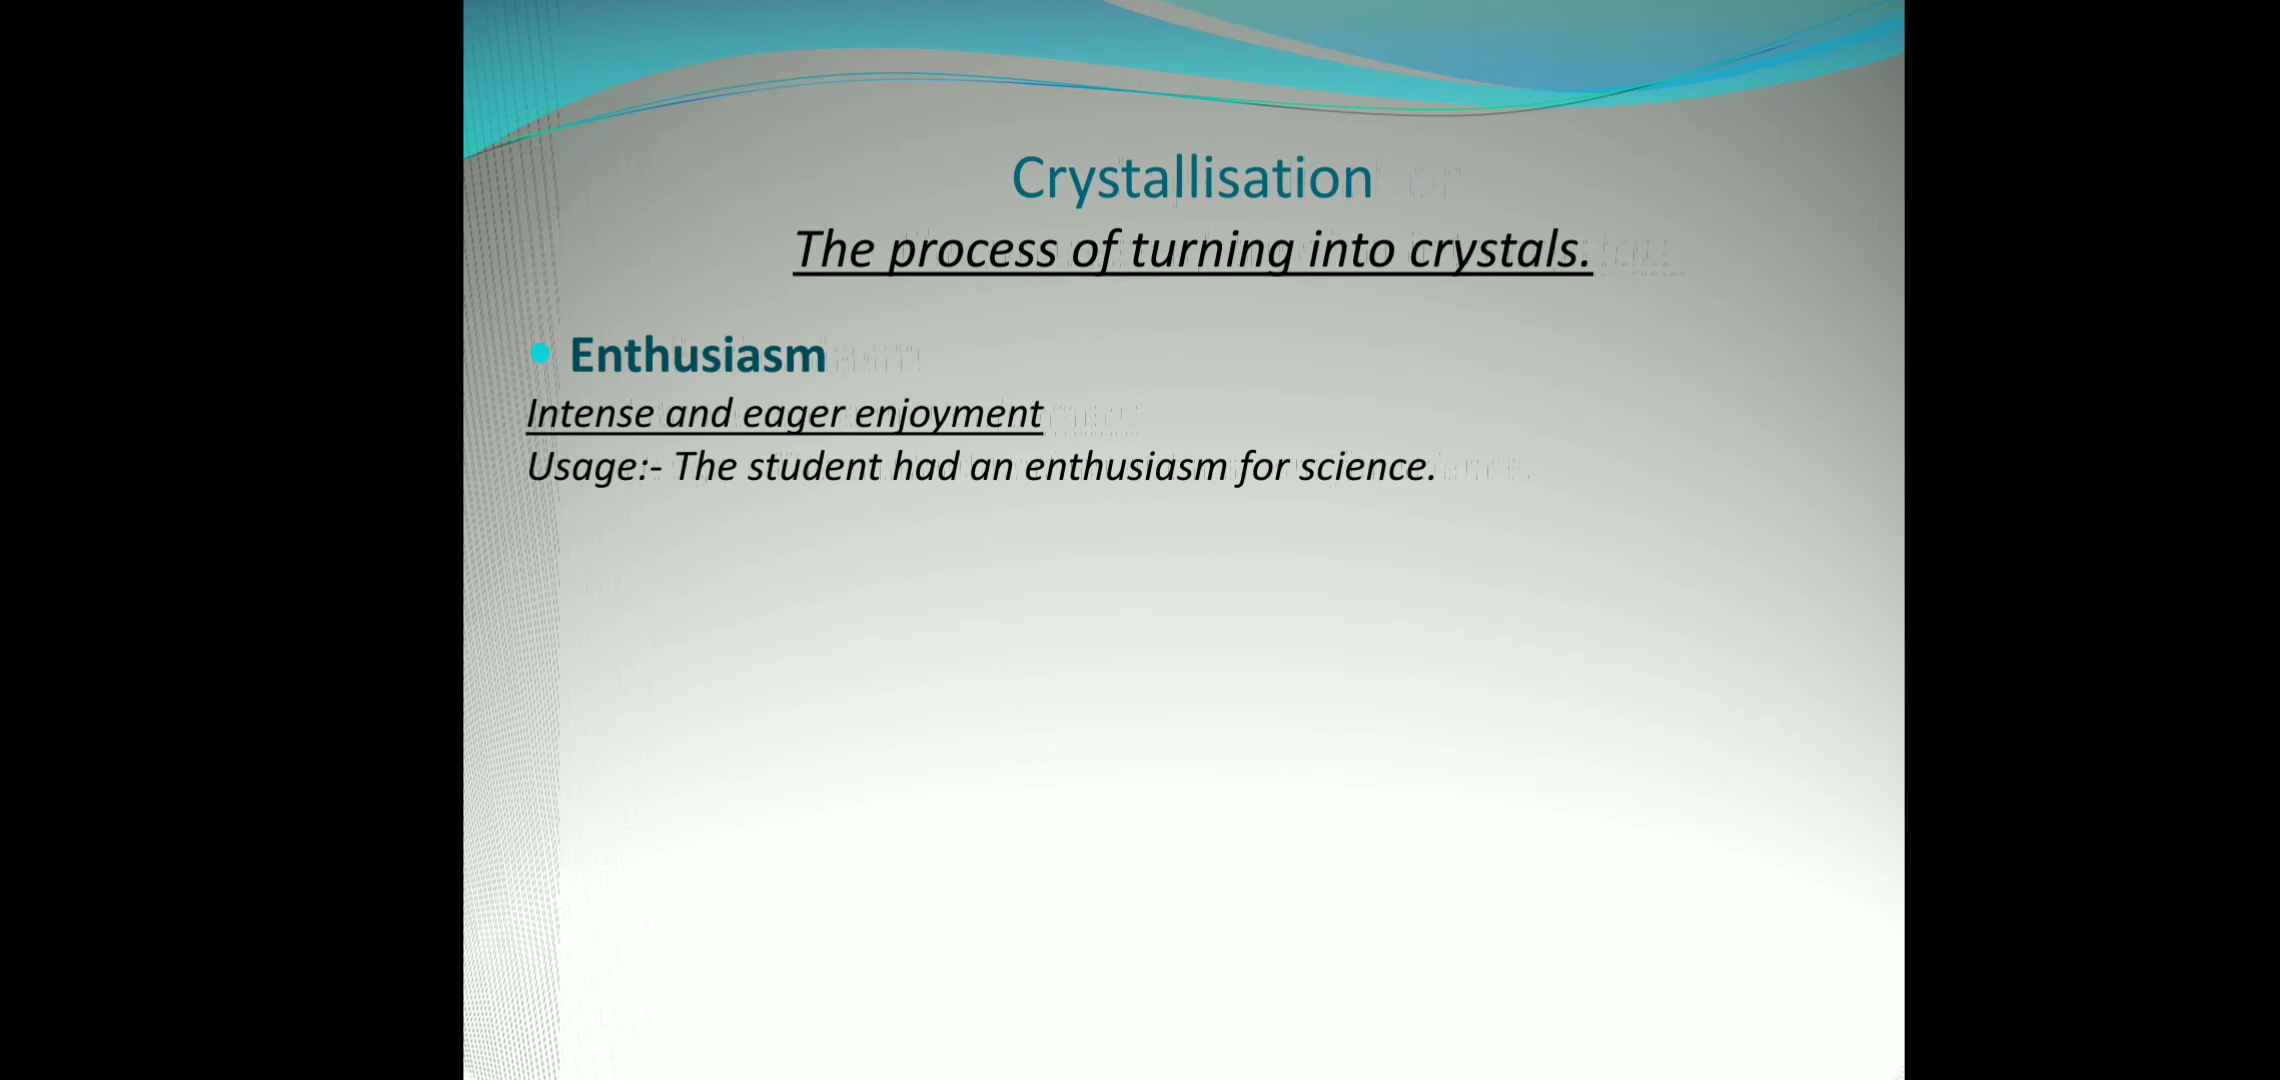 Crystallisation
The process of turning into crystals.
Enthusiasm
Intense and eager enjoyment
Usage:- The student had an enthusiasm for science.